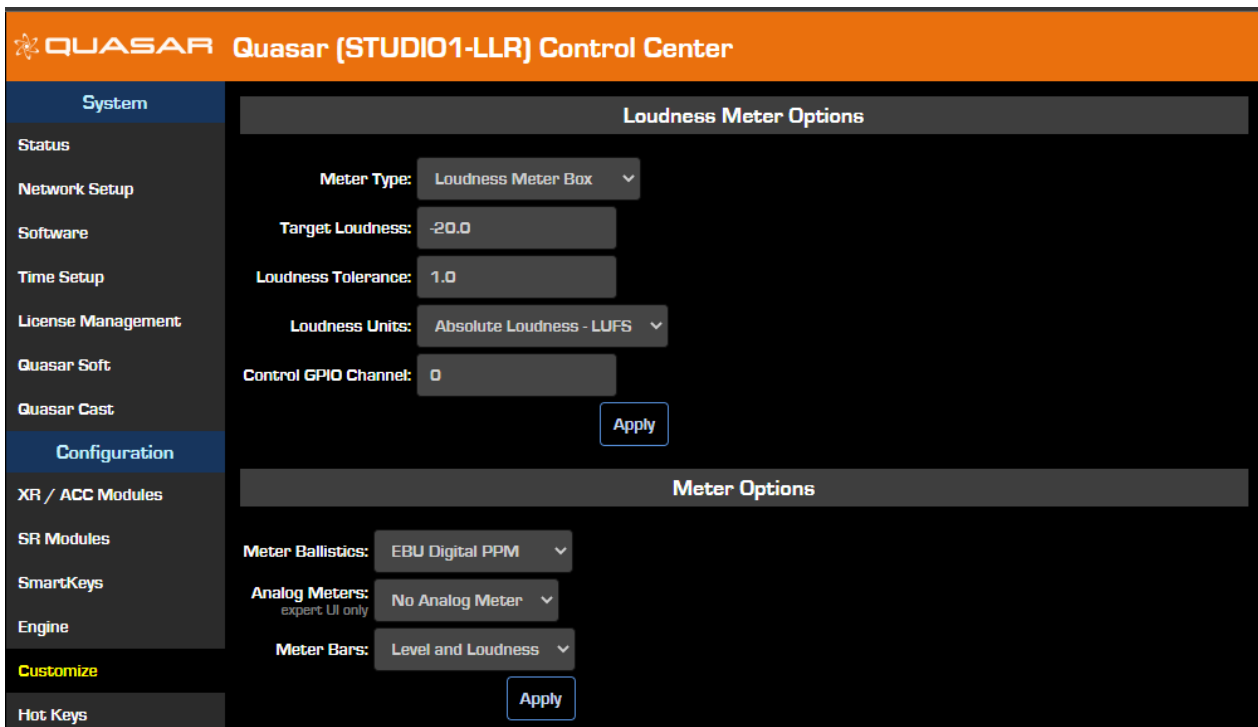 QUASAR Quasar (STUDIO1-LLR) Control Center
System
Status
Network Setup
Software
Time Setup
License Management
Quasar Soft
Quasar Cast
Configuration
XR / ACC Modules
SR Modules
SmartKeys
Engine
Customize
Hot Keys
Loudness Meter Options
Meter Type: Loudness Meter Box
Target Loudness: -20.0
Loudness Tolerance: 1.0
Loudness Units: Absolute Loudness - LUFS
Control GPIO Channel: 0
Apply
Meter Options
Meter Ballistics: EBU Digital PPM
Analog Meters: No Analog Meter
expert UI only
Meter Bars: Level and Loudness
Apply